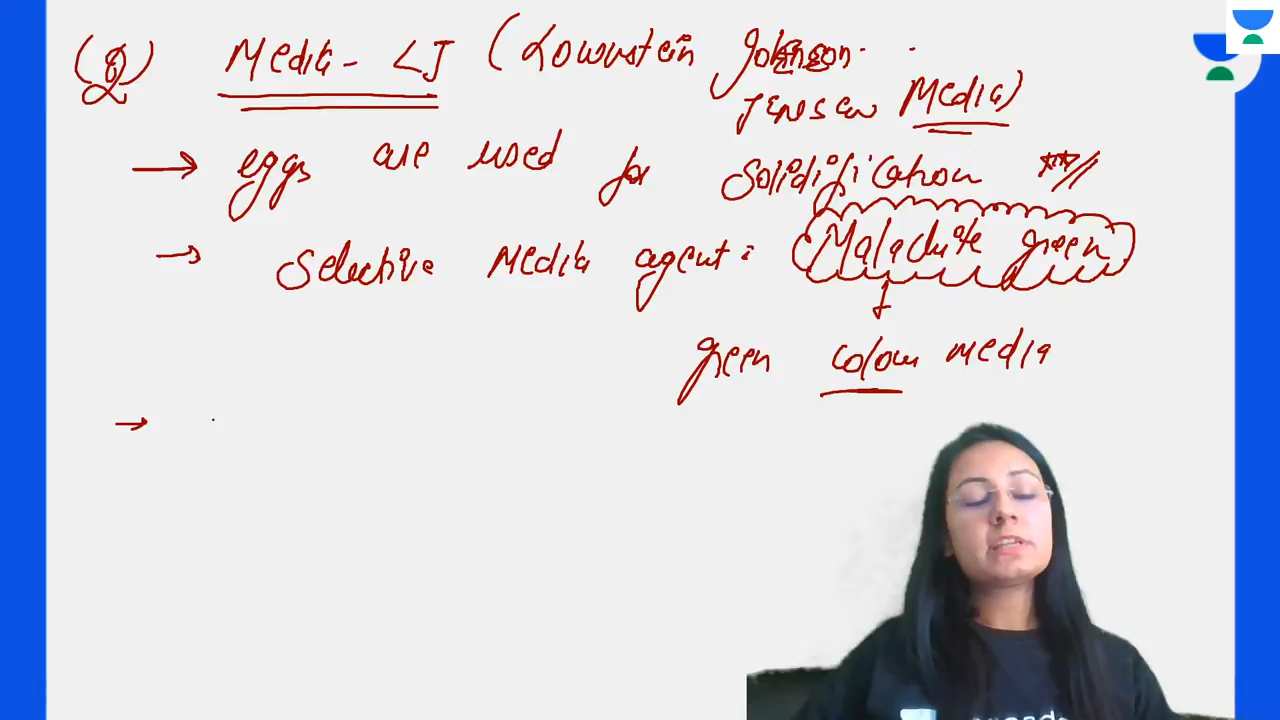 (Q) Media - LJ (Lowenstein Johnson
Jensen Media)
→ eggs are used for Solidification ***//
→ Selective Media agent: (Malachite green)
↓
green colour media
→